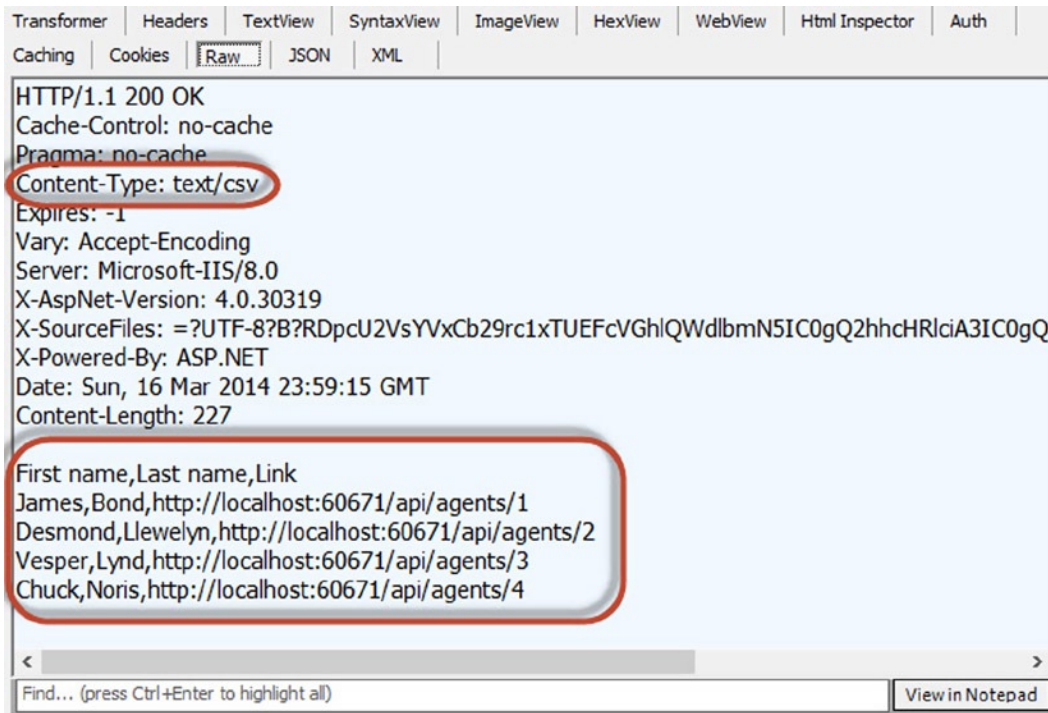 Transformer Headers TextView SyntaxView ImageView HexView WebView Html Inspector Auth
Caching Cookies Raw JSON XML
HTTP/1.1 200 OK
Cache-Control: no-cache
Pragma: no-cache
Content-Type: text/csv
Expires: -1
Vary: Accept-Encoding
Server: Microsoft-IIS/8.0
X-AspNet-Version: 4.0.30319
X-SourceFiles: =?UTF-8?B?RDpcU2VsYVxCb29rc1xTUEFcVGhlQWdlbmN5IC0gQ2hhcHRlciA3IC0gQ
X-Powered-By: ASP.NET
Date: Sun, 16 Mar 2014 23:59:15 GMT
Content-Length: 227
First name,Last name,Link
James,Bond,http://localhost:60671/api/agents/1
Desmond,Llewelyn,http://localhost:60671/api/agents/2
Vesper,Lynd,http://localhost:60671/api/agents/3
Chuck,Noris,http://localhost:60671/api/agents/4
Find... (press Ctrl+Enter to highlight all) View in Notepad